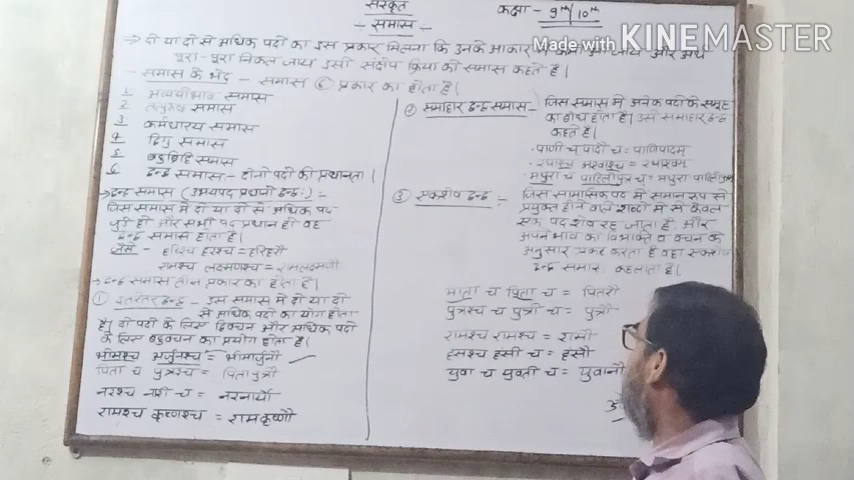 संस्कृत
- समास -
कक्षा - 9th/10th
Made with KINEMASTER
→ दो या दो से अधिक पदों का इस प्रकार मिलना कि उनके आकार में कमी आ जाय और अर्थ
पूरा-पूरा निकल जाय उसी संक्षेप क्रिया को समास कहते हैं।
- समास के भेद - समास 6 प्रकार का होता है।
1 अव्ययीभाव समास
2 तत्पुरुष समास
3 कर्मधारय समास
4 द्विगु समास
5 बहुब्रीहि समास
6 द्वन्द्व समास - दोनों पदों की प्रधानता।
→ द्वन्द्व समास (उभयपद प्रधानो द्वन्द्वः) :-
जिस समास में दो या दो से अधिक पद
जुड़े हों और सभी पद प्रधान हों वह
द्वन्द्व समास होता है।
जैसे - हरिश्च हरश्च = हरिहरौ
रामश्च लक्ष्मणश्च = रामलक्ष्मणौ
→ द्वन्द्व समास तीन प्रकार का होता है।
① इतरेतर द्वन्द्व - इस समास में दो या दो
से अधिक पदों का योग होता
है। दो पदों के लिए द्विवचन और अधिक पदों
के लिए बहुवचन का प्रयोग होता है।
भीमश्च अर्जुनश्च = भीमार्जुनौ
पिता च पुत्रश्च = पितापुत्रौ
नरश्च नारी च = नरनार्यौ
रामश्च कृष्णश्च = रामकृष्णौ
② समाहार द्वन्द्व समास - जिस समास में अनेक पदों के समूह
का बोध होता है। उसे समाहार द्वन्द्व
कहते हैं।
· पाणी च पादौ च = पाणिपादम्
· रथाश्च अश्वाश्च = रथाश्वम्
· मथुरा च पाटलिपुत्रं च = मथुरा
③ एकशेष द्वन्द्व :- जिस सामासिक पद में समान रूप से
प्रयुक्त होने वाले शब्दों में से केवल
एक पद शेष रह जाता है, और
अपने भाव को विभक्ति व वचन के
अनुसार प्रकट करता है वहां एकशेष
द्वन्द्व समास कहलाता है।
माता च पिता च = पितरौ
पुत्रश्च पुत्री च = पुत्रौ
रामश्च रामश्च = रामौ
हंसश्च हंसी च = हंसौ
युवा च युवती च = युवानौ